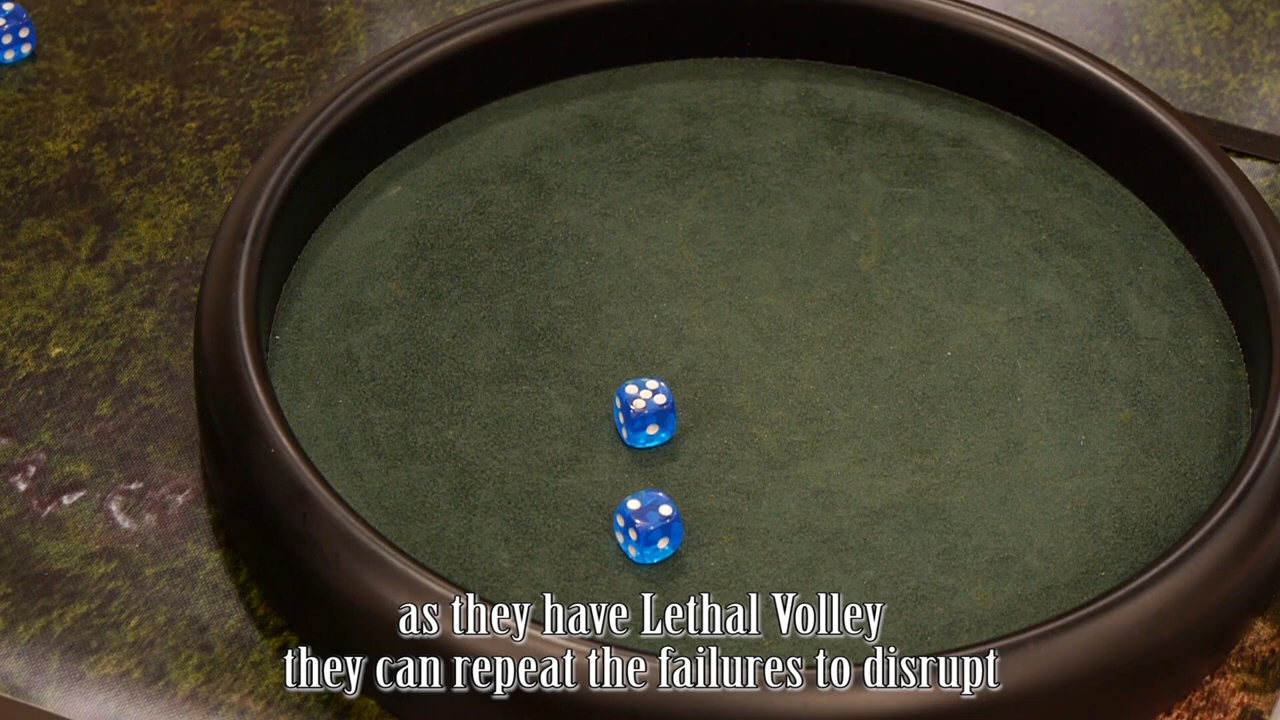 as they have Lethal Volley
they can repeat the failures to disrupt